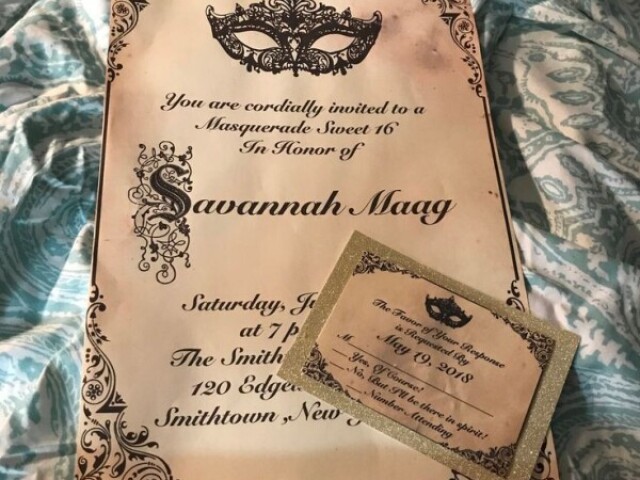 You are cordially invited to a
Masquerade Sweet 16
In Honor of
Savannah Maag
Saturday,
at 7
The
120
Smithtown ,New
The Favor of Your Response
is Requested By
May 19, 2018
M
Yes, Of Course!
No, But I'll be there in spirit!
Number Attending